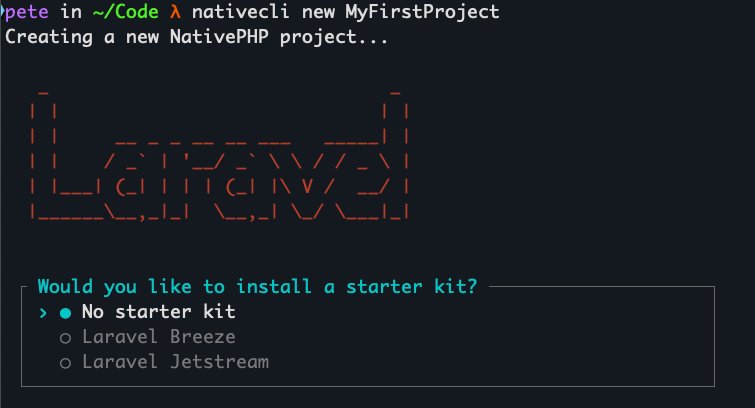 pete in ~/Code λ nativecli new MyFirstProject
Creating a new NativePHP project...
Laravel
Would you like to install a starter kit?
› ● No starter kit
○ Laravel Breeze
○ Laravel Jetstream